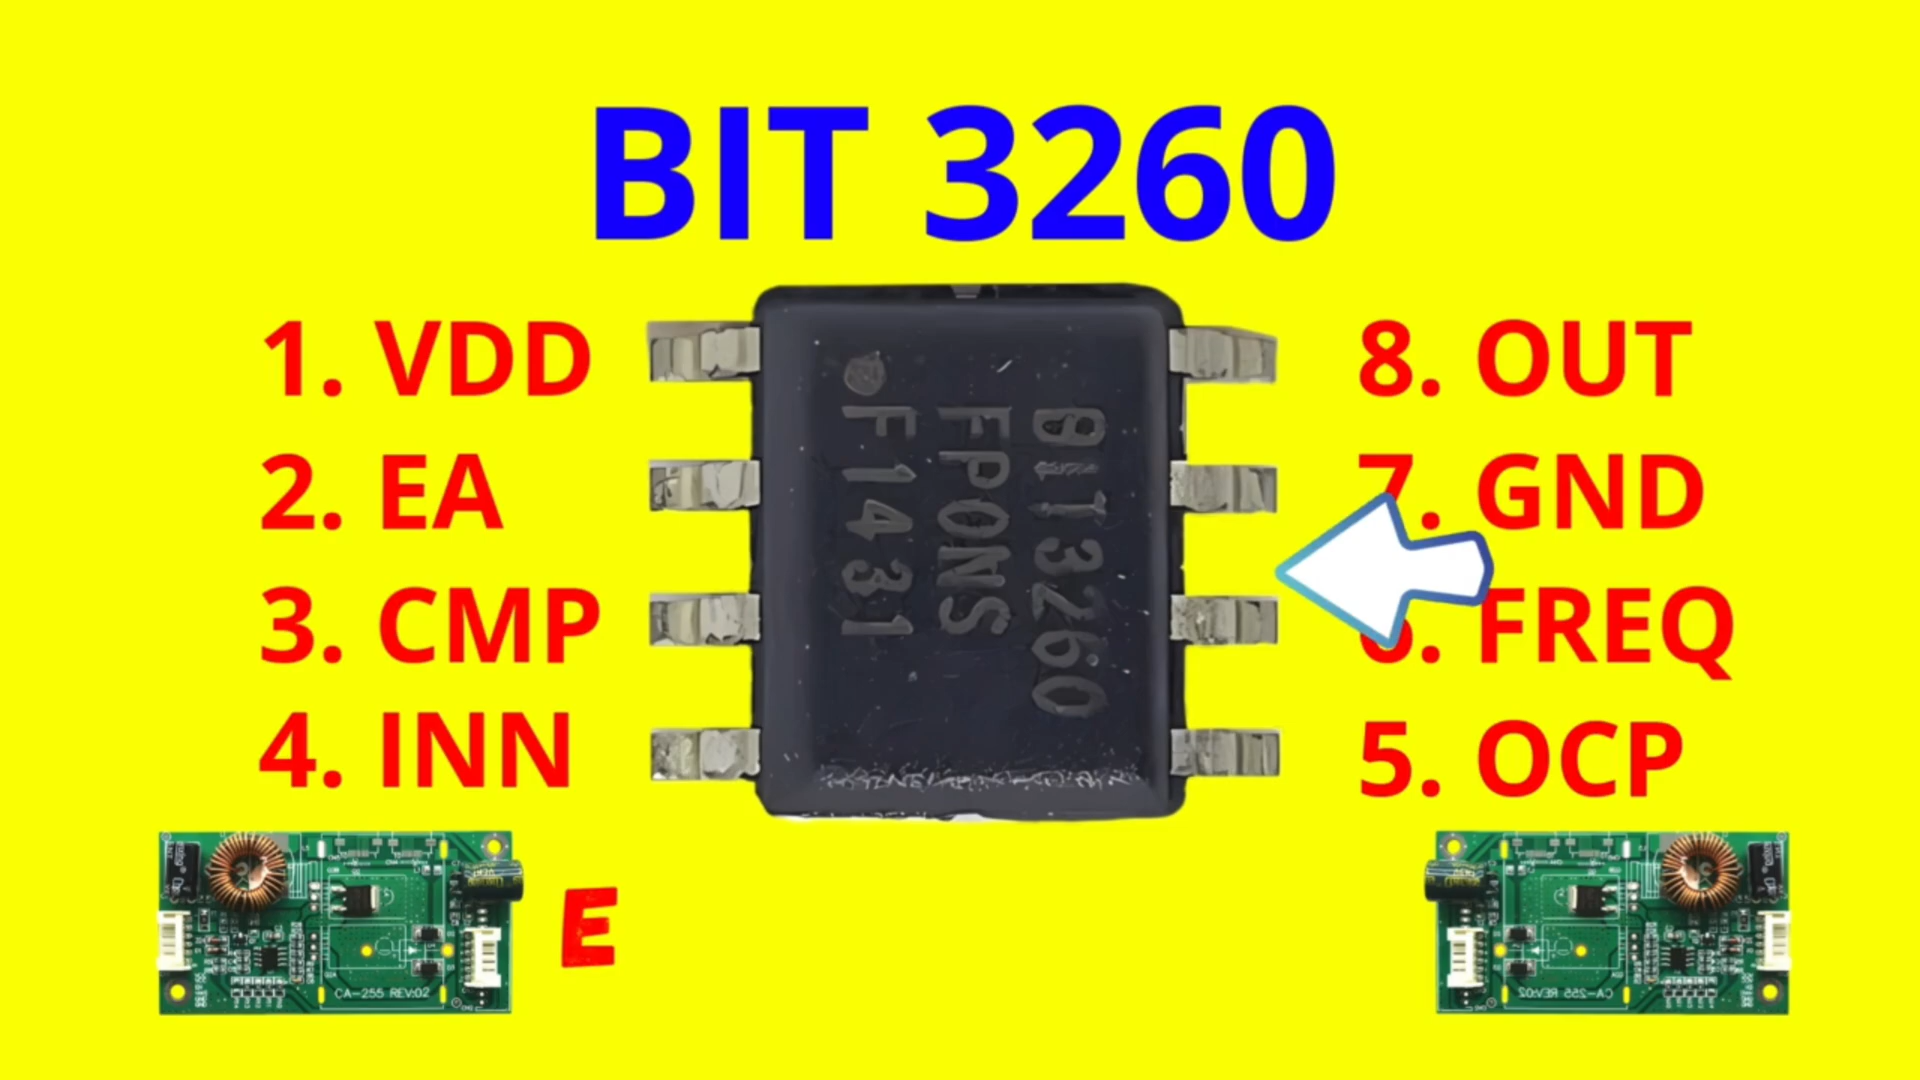 BIT 3260
1. VDD
2. EA
3. CMP
4. INN
8. OUT
7. GND
6. FREQ
5. OCP
BIT3260
FPONS
F1431
CA-255 REV:02
E
CA-255 REV:02